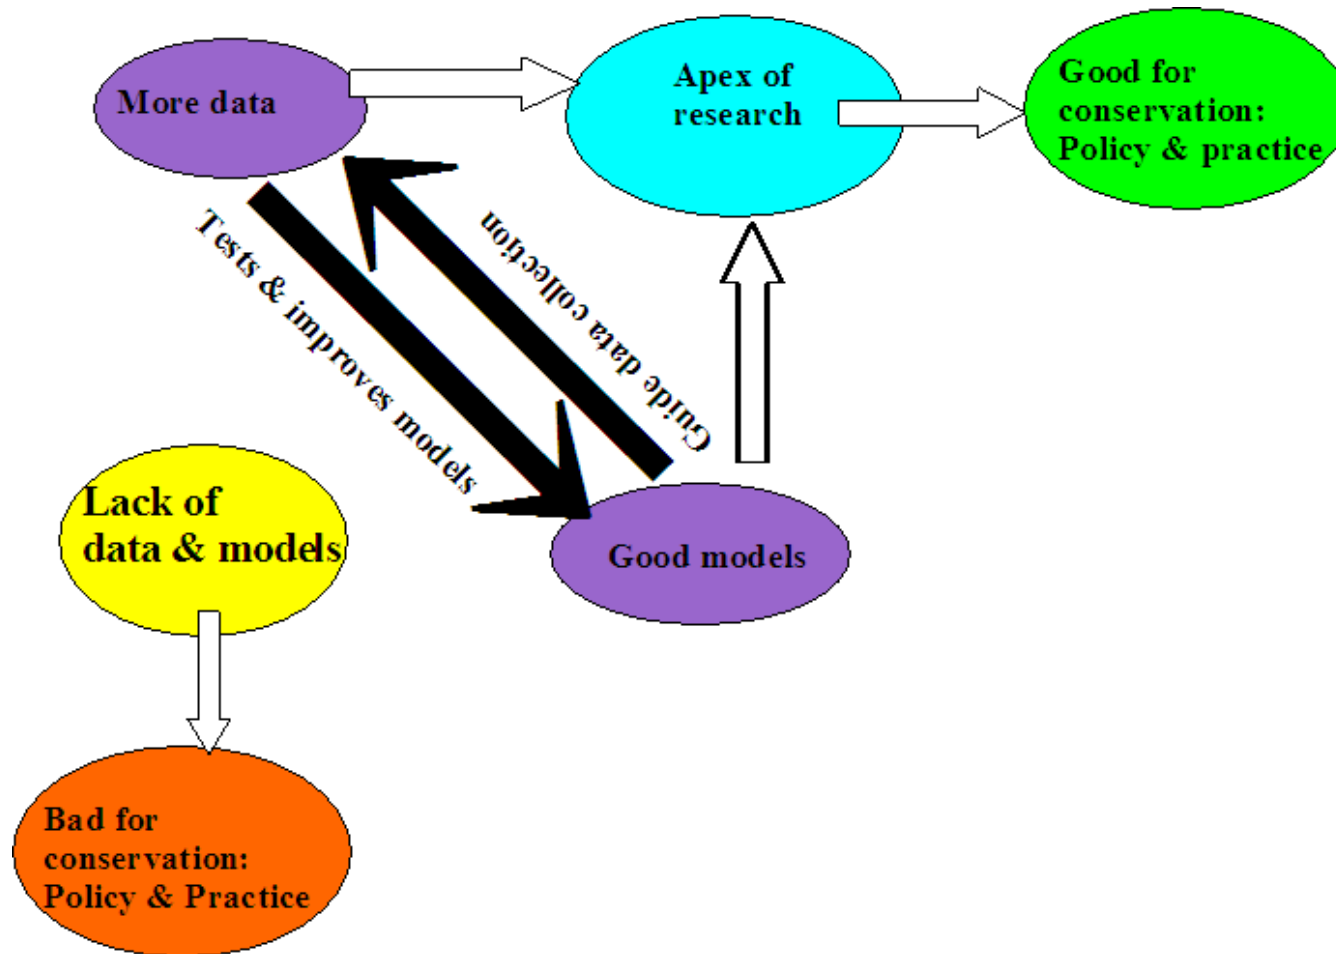 More data
Apex of
research
Good for
conservation:
Policy & practice
Tests & improves models
Guide data collection
Lack of
data & models
Good models
Bad for
conservation:
Policy & Practice